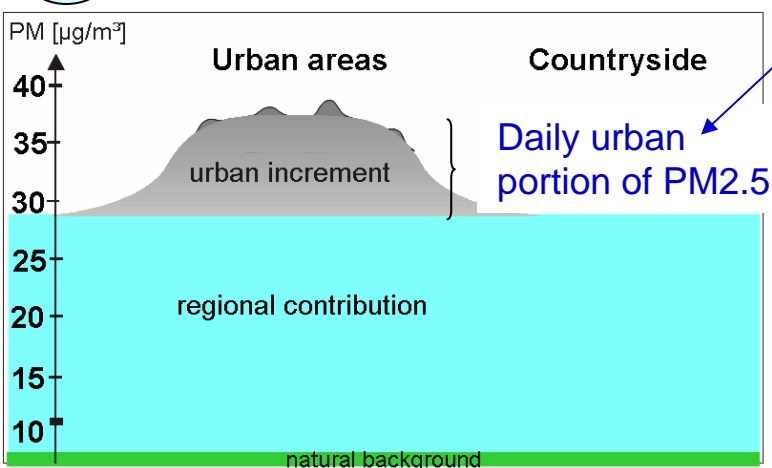 PM [µg/m³]
Urban areas
Countryside
40
35
30
25
20
15
10
urban increment
Daily urban
portion of PM2.5
regional contribution
natural background